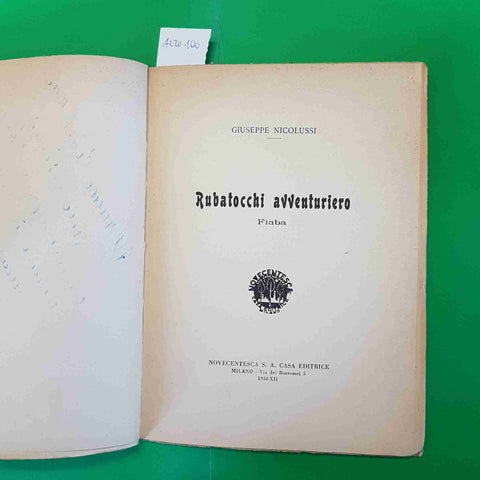 ALTO 100
GIUSEPPE NICOLUSSI
Rubatocchi avventuriero
Fiaba
NOVECENTESCA
NOVECENTESCA S. A. CASA EDITRICE
MILANO - Via dei Bossi 5
1934-XII